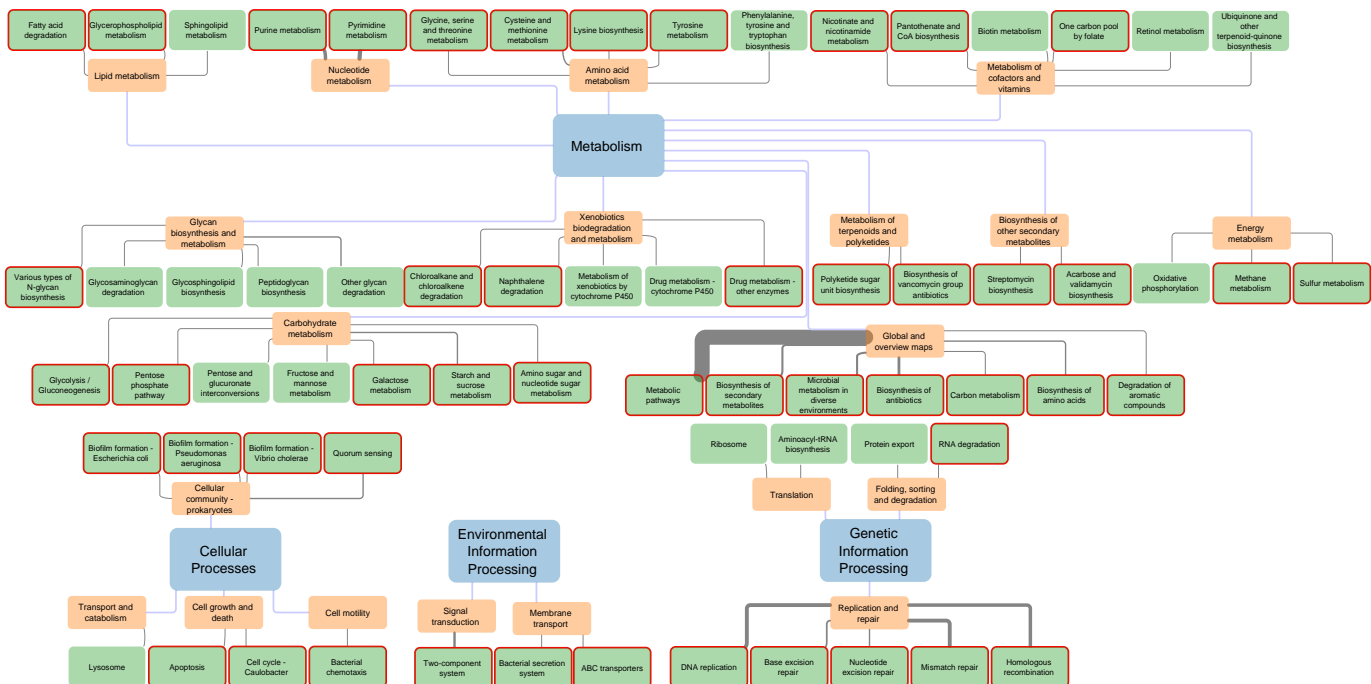 Fatty acid
degradation
Glycerophospholipid
metabolism
Sphingolipid
metabolism
Purine metabolism
Pyrimidine
metabolism
Glycine, serine
and threonine
metabolism
Cysteine and
methionine
metabolism
Lysine biosynthesis
Tyrosine
metabolism
Phenylalanine,
tyrosine and
tryptophan
biosynthesis
Nicotinate and
nicotinamide
metabolism
Pantothenate and
CoA biosynthesis
Biotin metabolism
One carbon pool
by folate
Retinol metabolism
Ubiquinone and
other
terpenoid-quinone
biosynthesis
Lipid metabolism
Nucleotide
metabolism
Amino acid
metabolism
Metabolism of
cofactors and
vitamins
Metabolism
Glycan
biosynthesis and
metabolism
Xenobiotics
biodegradation
and metabolism
Metabolism of
terpenoids and
polyketides
Biosynthesis of
other secondary
metabolites
Energy
metabolism
Various types of
N-glycan
biosynthesis
Glycosaminoglycan
degradation
Glycosphingolipid
biosynthesis
Peptidoglycan
biosynthesis
Other glycan
degradation
Chloroalkane and
chloroalkene
degradation
Naphthalene
degradation
Metabolism of
xenobiotics by
cytochrome P450
Drug metabolism -
cytochrome P450
Drug metabolism -
other enzymes
Polyketide sugar
unit biosynthesis
Biosynthesis of
vancomycin group
antibiotics
Streptomycin
biosynthesis
Acarbose and
validamycin
biosynthesis
Oxidative
phosphorylation
Methane
metabolism
Sulfur metabolism
Carbohydrate
metabolism
Global and
overview maps
Glycolysis /
Gluconeogenesis
Pentose
phosphate
pathway
Pentose and
glucuronate
interconversions
Fructose and
mannose
metabolism
Galactose
metabolism
Starch and
sucrose
metabolism
Amino sugar and
nucleotide sugar
metabolism
Metabolic
pathways
Biosynthesis of
secondary
metabolites
Microbial
metabolism in
diverse
environments
Biosynthesis of
antibiotics
Carbon metabolism
Biosynthesis of
amino acids
Degradation of
aromatic
compounds
Biofilm formation -
Escherichia coli
Biofilm formation -
Pseudomonas
aeruginosa
Biofilm formation -
Vibrio cholerae
Quorum sensing
Ribosome
Aminoacyl-tRNA
biosynthesis
Protein export
RNA degradation
Cellular
community -
prokaryotes
Translation
Folding, sorting
and degradation
Cellular
Processes
Environmental
Information
Processing
Genetic
Information
Processing
Transport and
catabolism
Cell growth and
death
Cell motility
Signal
transduction
Membrane
transport
Replication and
repair
Lysosome
Apoptosis
Cell cycle -
Caulobacter
Bacterial
chemotaxis
Two-component
system
Bacterial secretion
system
ABC transporters
DNA replication
Base excision
repair
Nucleotide
excision repair
Mismatch repair
Homologous
recombination